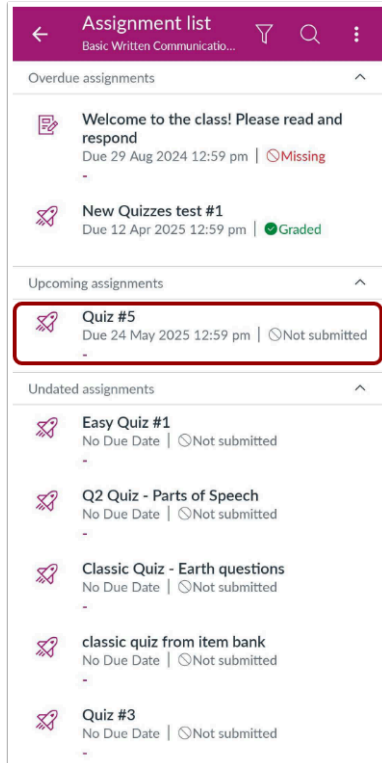 Assignment list
Basic Written Communicatio...
Overdue assignments
Welcome to the class! Please read and
respond
Due 29 Aug 2024 12:59 pm | Missing
-
New Quizzes test #1
Due 12 Apr 2025 12:59 pm | Graded
Upcoming assignments
Quiz #5
Due 24 May 2025 12:59 pm | Not submitted
-
Undated assignments
Easy Quiz #1
No Due Date | Not submitted
-
Q2 Quiz - Parts of Speech
No Due Date | Not submitted
-
Classic Quiz - Earth questions
No Due Date | Not submitted
-
classic quiz from item bank
No Due Date | Not submitted
-
Quiz #3
No Due Date | Not submitted
-